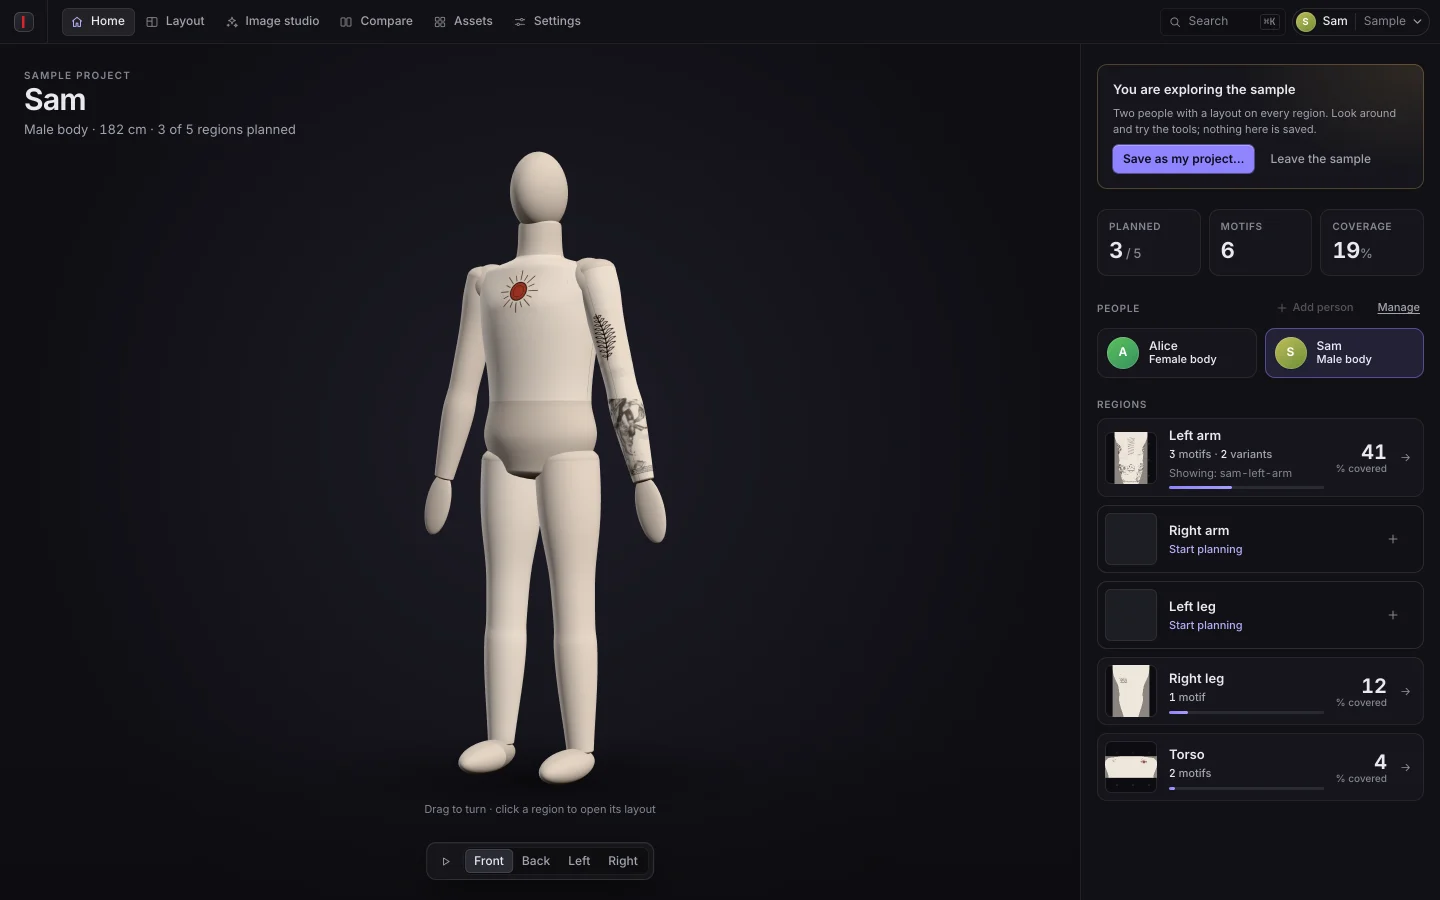 Home
Layout
Image studio
Compare
Assets
Settings
Search
⌘K
S
Sam
Sample
SAMPLE PROJECT
Sam
Male body · 182 cm · 3 of 5 regions planned
Drag to turn · click a region to open its layout
Front
Back
Left
Right
You are exploring the sample
Two people with a layout on every region. Look around
and try the tools; nothing here is saved.
Save as my project...
Leave the sample
PLANNED
3 / 5
MOTIFS
6
COVERAGE
19%
PEOPLE
+ Add person
Manage
A
Alice
Female body
S
Sam
Male body
REGIONS
Left arm
3 motifs · 2 variants
Showing: sam-left-arm
41
% covered
Right arm
Start planning
Left leg
Start planning
Right leg
1 motif
12
% covered
Torso
2 motifs
4
% covered